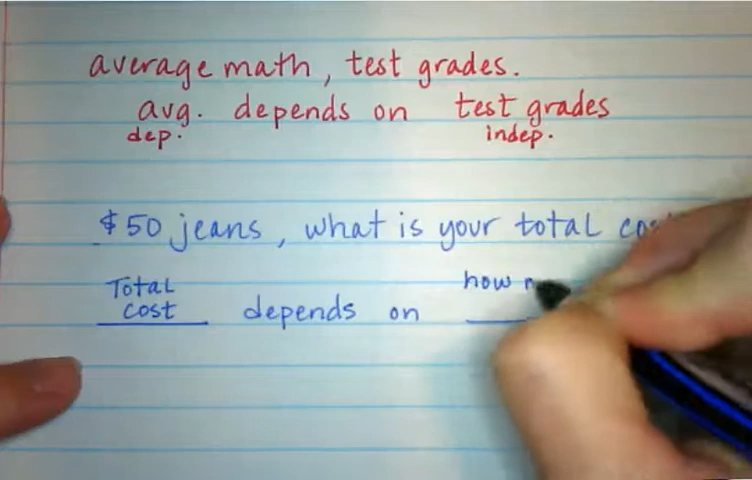 average math, test grades.
avg. depends on test grades
dep. indep.
$50 jeans, what is your total
Total how
cost depends on